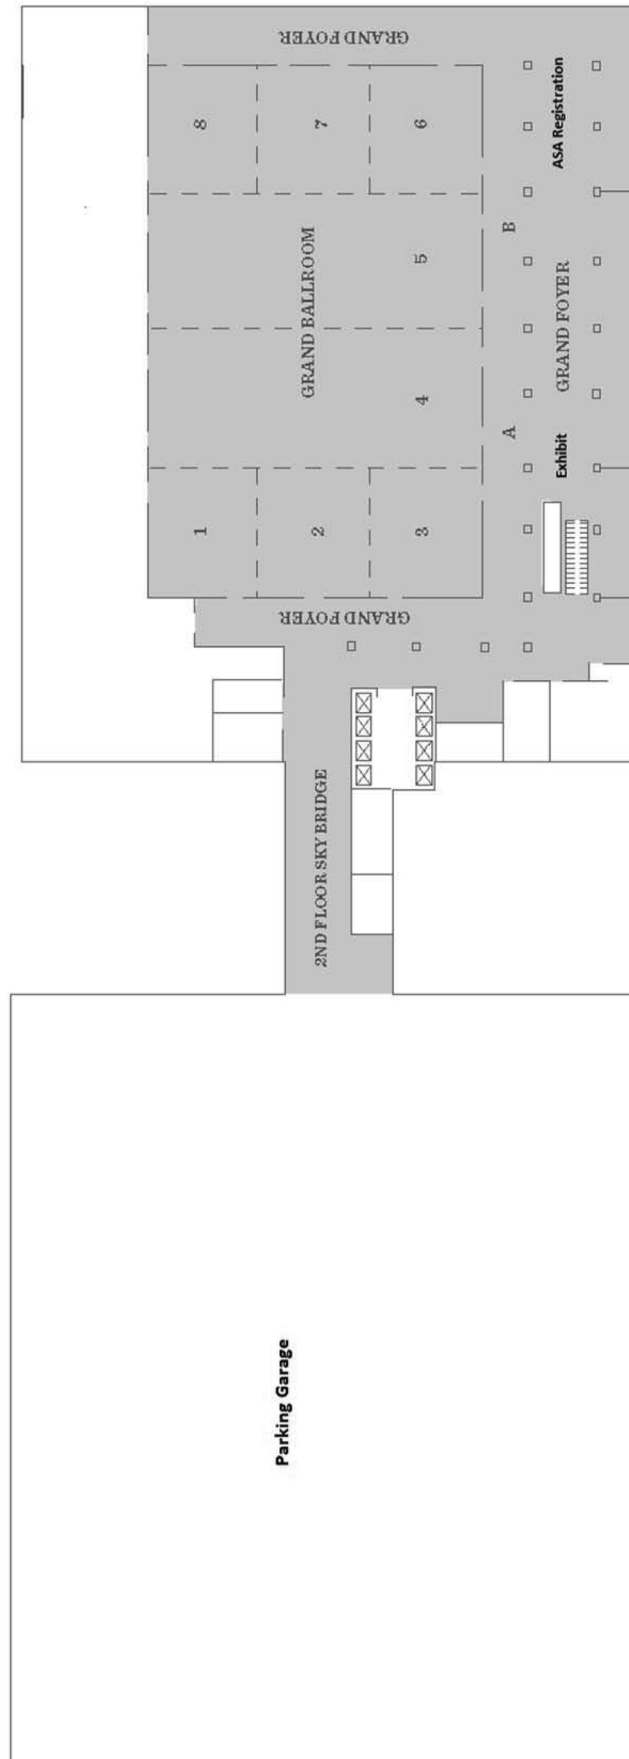 Parking Garage
2ND FLOOR SKY BRIDGE
GRAND FOYER
1
2
3
GRAND BALLROOM
4
5
A
B
Exhibit
GRAND FOYER
ASA Registration
8
7
6
GRAND FOYER